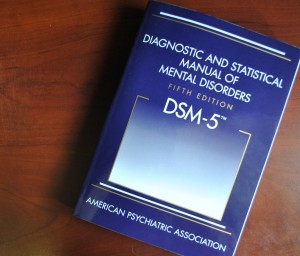 DIAGNOSTIC AND STATISTICAL
MANUAL OF
MENTAL DISORDERS
FIFTH EDITION
DSM-5™
AMERICAN PSYCHIATRIC ASSOCIATION